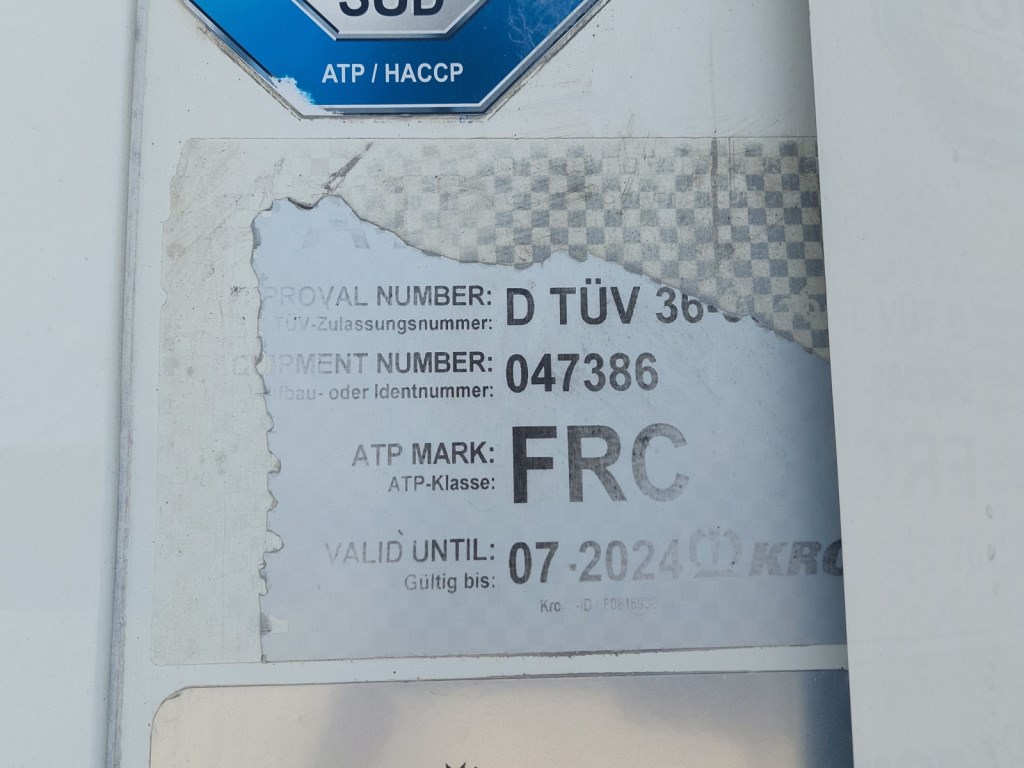 SÜD
ATP / HACCP
PROVAL NUMBER: D TÜV 36-
TÜV-Zulassungsnummer:
QUIPMENT NUMBER: 047386
fbau- oder Identnummer:
ATP MARK: FRC
ATP-Klasse:
VALID UNTIL: 07-2024 KRO
Gültig bis: